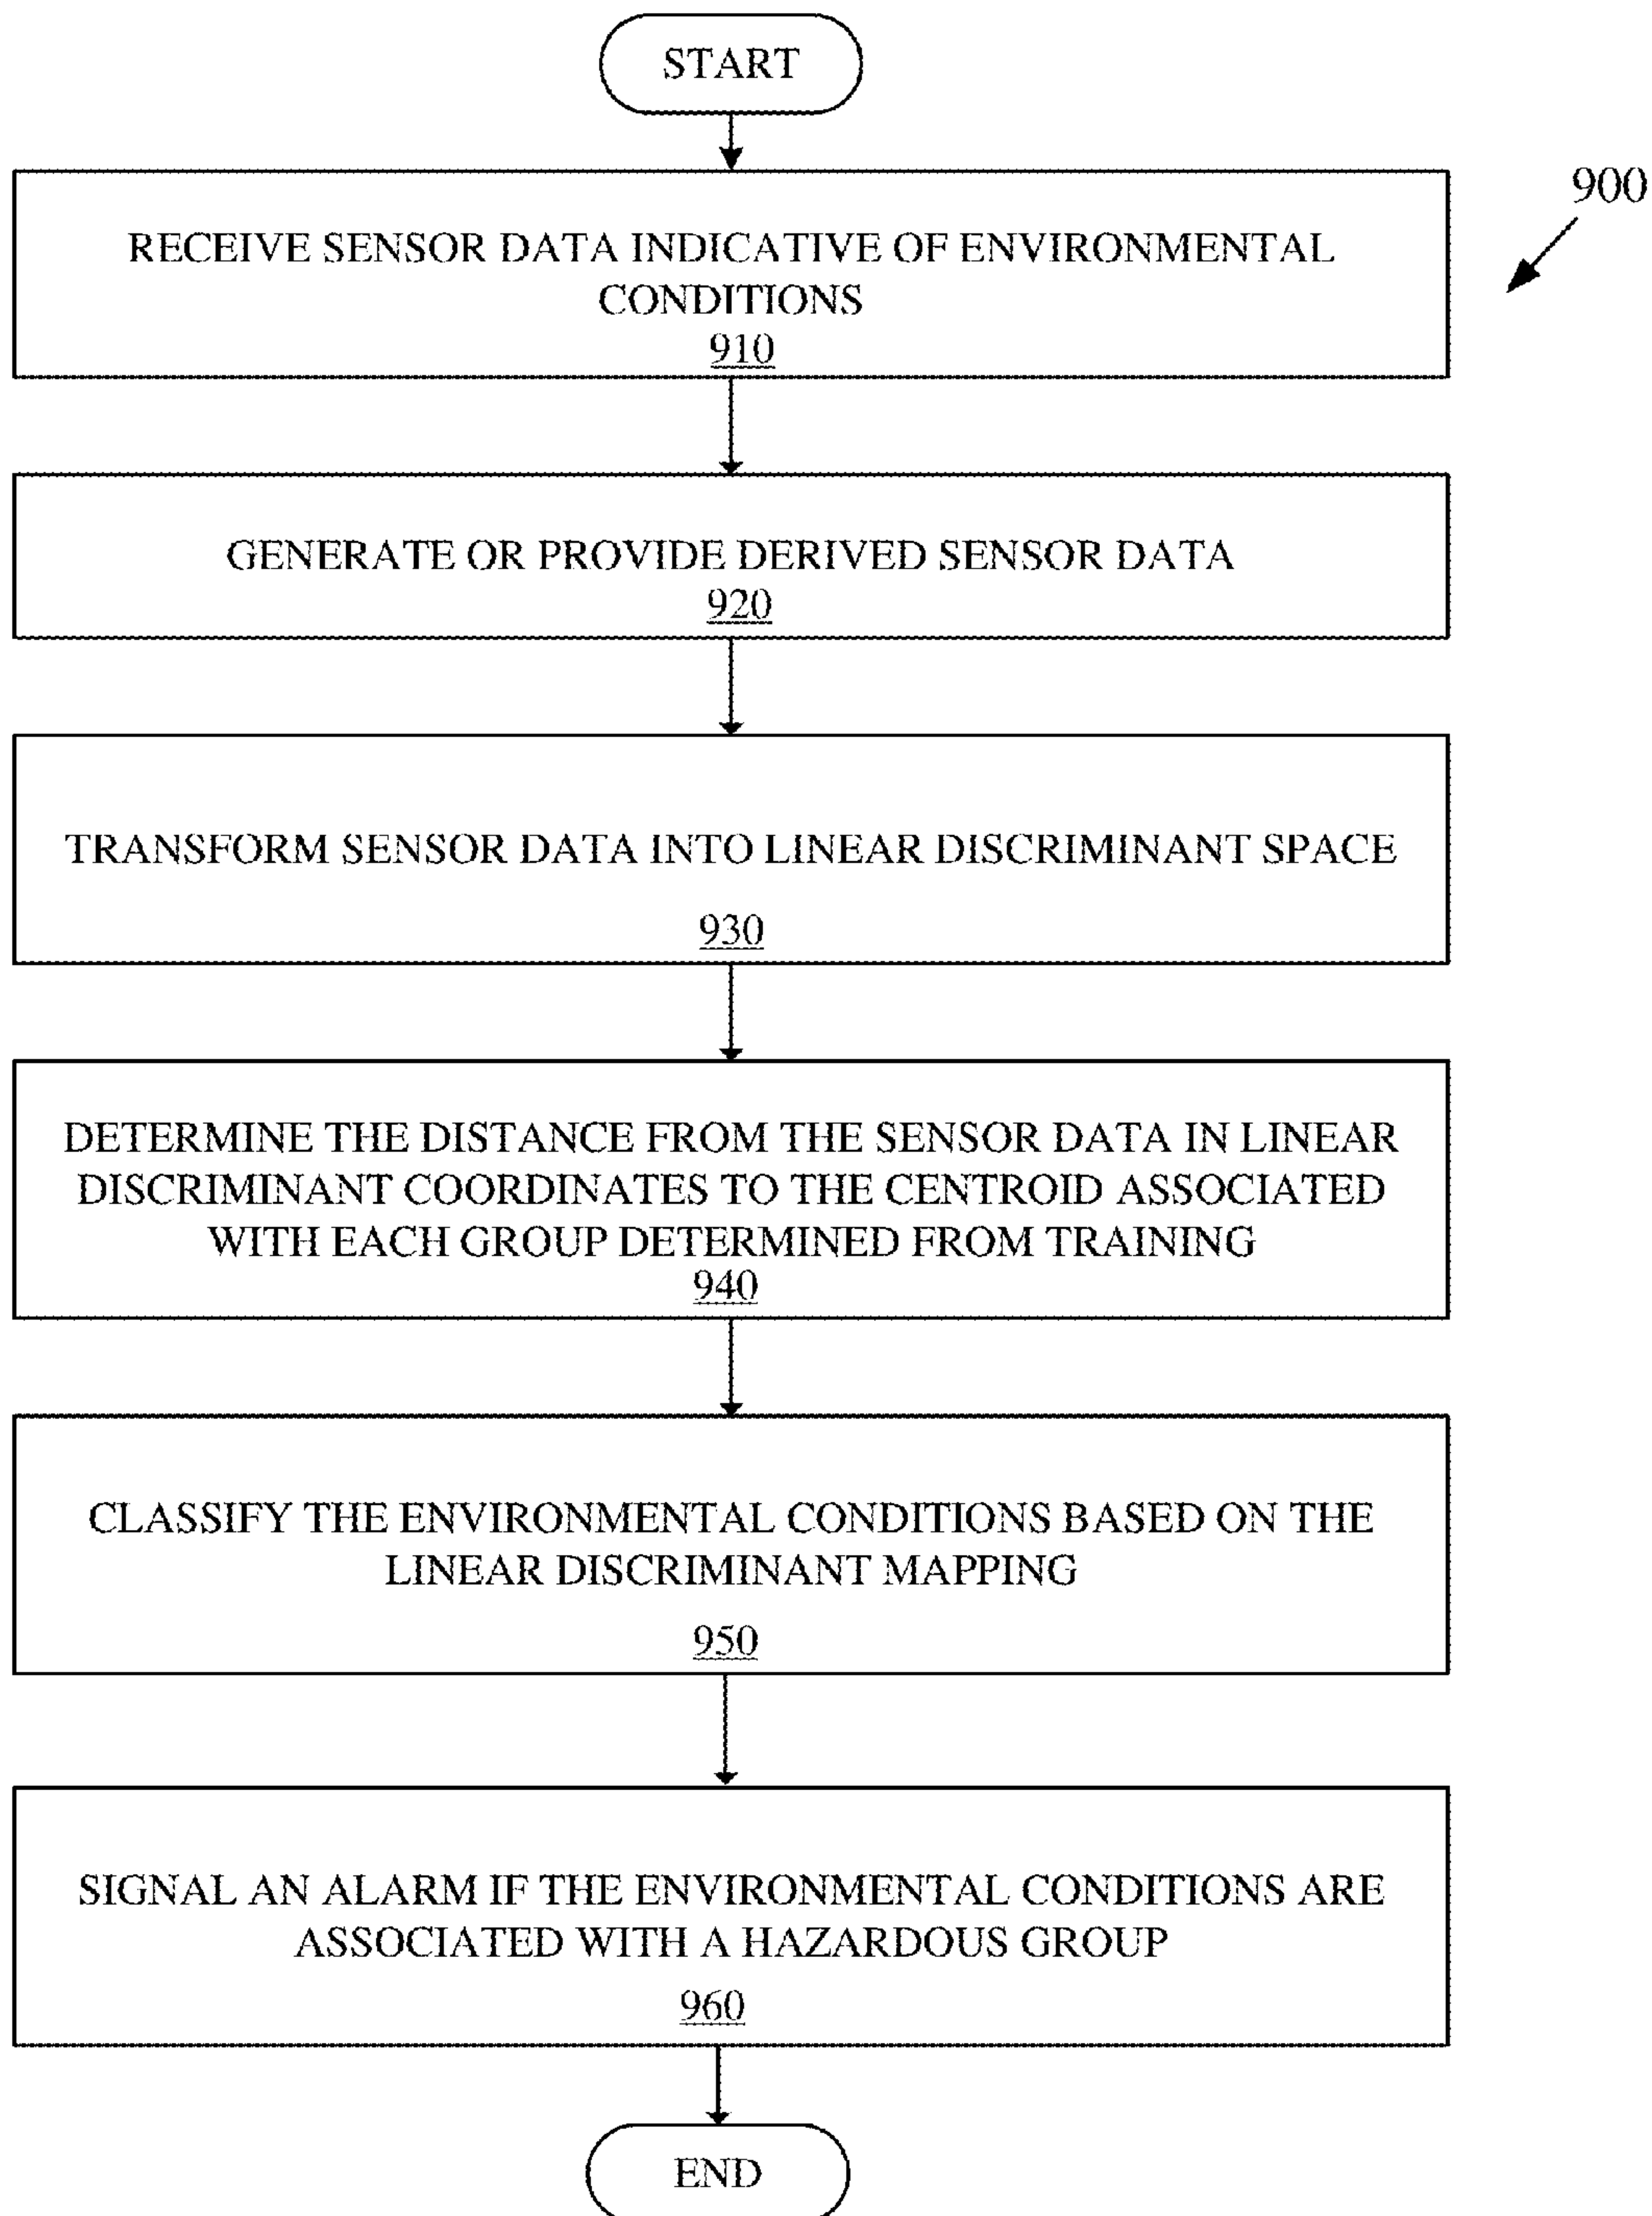 START
900
RECEIVE SENSOR DATA INDICATIVE OF ENVIRONMENTAL
CONDITIONS
910
GENERATE OR PROVIDE DERIVED SENSOR DATA
920
TRANSFORM SENSOR DATA INTO LINEAR DISCRIMINANT SPACE
930
DETERMINE THE DISTANCE FROM THE SENSOR DATA IN LINEAR
DISCRIMINANT COORDINATES TO THE CENTROID ASSOCIATED
WITH EACH GROUP DETERMINED FROM TRAINING
940
CLASSIFY THE ENVIRONMENTAL CONDITIONS BASED ON THE
LINEAR DISCRIMINANT MAPPING
950
SIGNAL AN ALARM IF THE ENVIRONMENTAL CONDITIONS ARE
ASSOCIATED WITH A HAZARDOUS GROUP
960
END